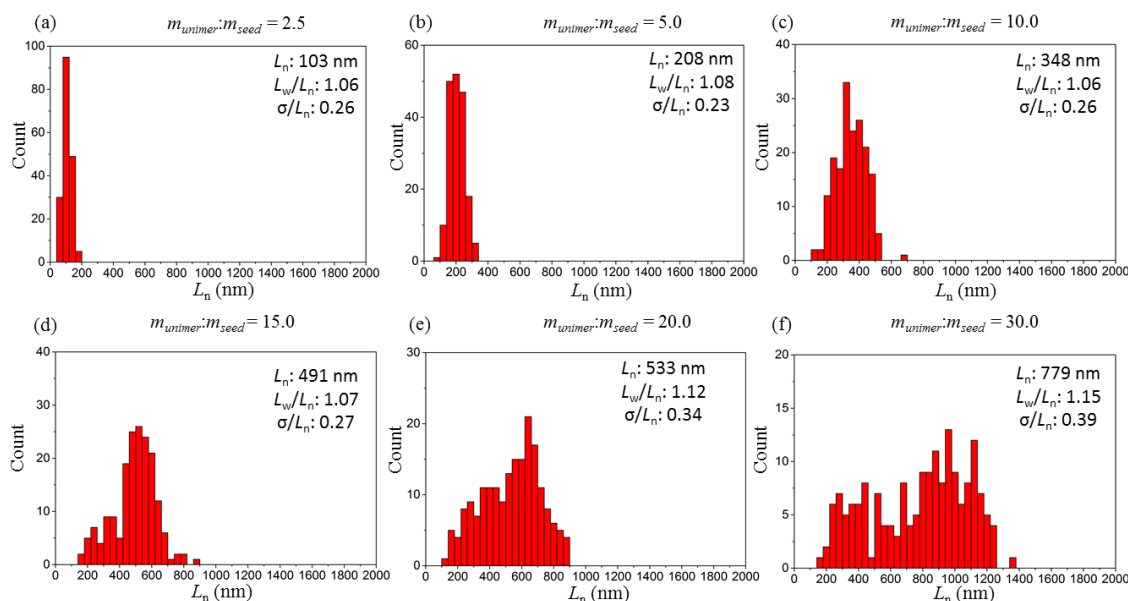 (a) m_unimer:m_seed = 2.5
L_n: 103 nm
L_w/L_n: 1.06
σ/L_n: 0.26
Count
100
80
60
40
20
0
0 200 400 600 800 1000 1200 1400 1600 1800 2000
L_n (nm)
(b) m_unimer:m_seed = 5.0
L_n: 208 nm
L_w/L_n: 1.08
σ/L_n: 0.23
Count
60
40
20
0
0 200 400 600 800 1000 1200 1400 1600 1800 2000
L_n (nm)
(c) m_unimer:m_seed = 10.0
L_n: 348 nm
L_w/L_n: 1.06
σ/L_n: 0.26
Count
40
30
20
10
0
0 200 400 600 800 1000 1200 1400 1600 1800 2000
L_n (nm)
(d) m_unimer:m_seed = 15.0
L_n: 491 nm
L_w/L_n: 1.07
σ/L_n: 0.27
Count
40
30
20
10
0
0 200 400 600 800 1000 1200 1400 1600 1800 2000
L_n (nm)
(e) m_unimer:m_seed = 20.0
L_n: 533 nm
L_w/L_n: 1.12
σ/L_n: 0.34
Count
30
20
10
0
0 200 400 600 800 1000 1200 1400 1600 1800 2000
L_n (nm)
(f) m_unimer:m_seed = 30.0
L_n: 779 nm
L_w/L_n: 1.15
σ/L_n: 0.39
Count
20
15
10
5
0
0 200 400 600 800 1000 1200 1400 1600 1800 2000
L_n (nm)